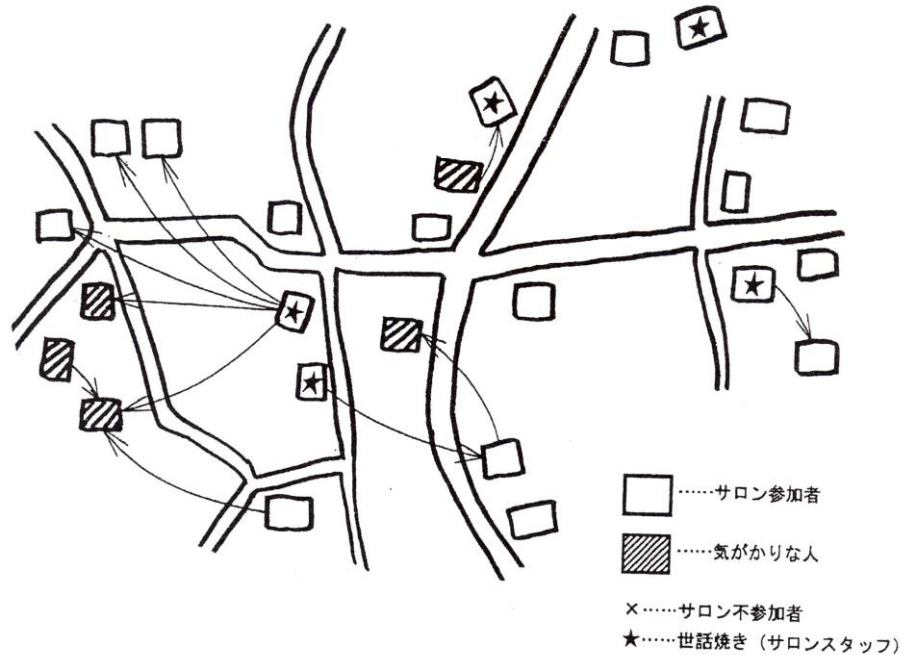 ……サロン参加者
……気がかりな人
×……サロン不参加者
★……世話焼き（サロンスタッフ）